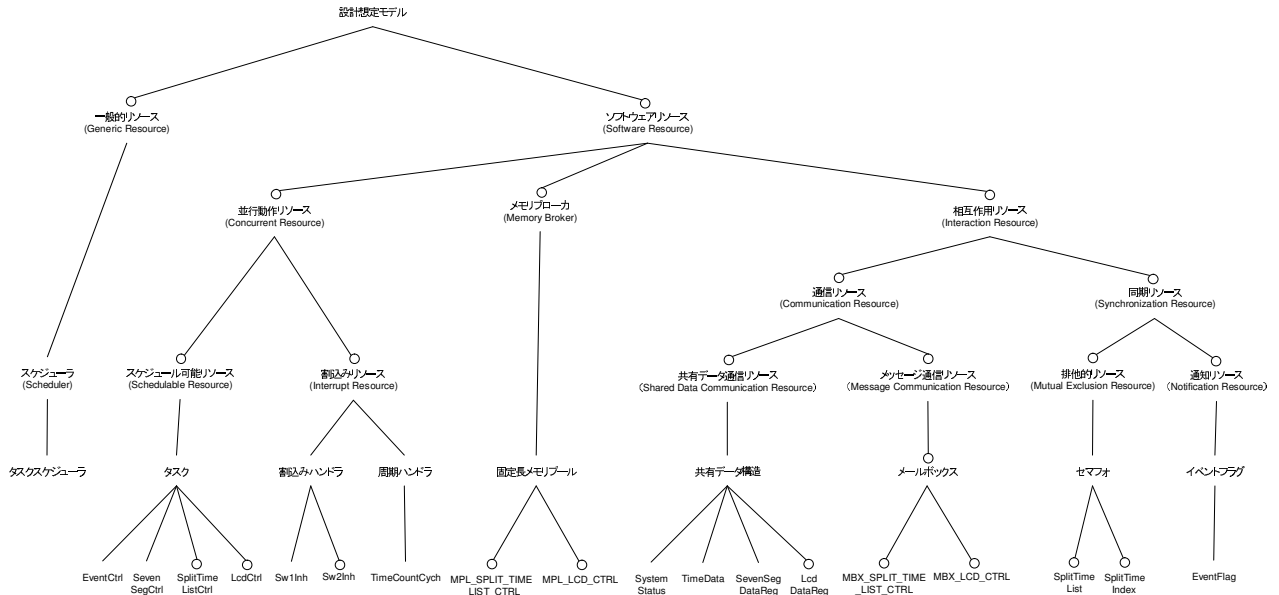 設計想定モデル
一般的リソース
(Generic Resource)
ソフトウェアリソース
(Software Resource)
並行動作リソース
(Concurrent Resource)
メモリブローカ
(Memory Broker)
相互作用リソース
(Interaction Resource)
通信リソース
(Communication Resource)
同期リソース
(Synchronization Resource)
スケジューラ
(Scheduler)
スケジュール可能リソース
(Schedulable Resource)
割込みリソース
(Interrupt Resource)
共有データ通信リソース
(Shared Data Communication Resource)
メッセージ通信リソース
(Message Communication Resource)
排他的リソース
(Mutual Exclusion Resource)
通知リソース
(Notification Resource)
タスクスケジューラ
タスク
割込みハンドラ
周期ハンドラ
固定長メモリプール
共有データ構造
メールボックス
セマフォ
イベントフラグ
EventCtrl
Seven
SegCtrl
SplitTime
ListCtrl
LcdCtrl
Sw1Inh
Sw2Inh
TimeCountCych
MPL_SPLIT_TIME
LIST_CTRL
MPL_LCD_CTRL
System
Status
TimeData
SevenSeg
DataReg
Lcd
DataReg
MBX_SPLIT_TIME
_LIST_CTRL
MBX_LCD_CTRL
SplitTime
List
SplitTime
Index
EventFlag